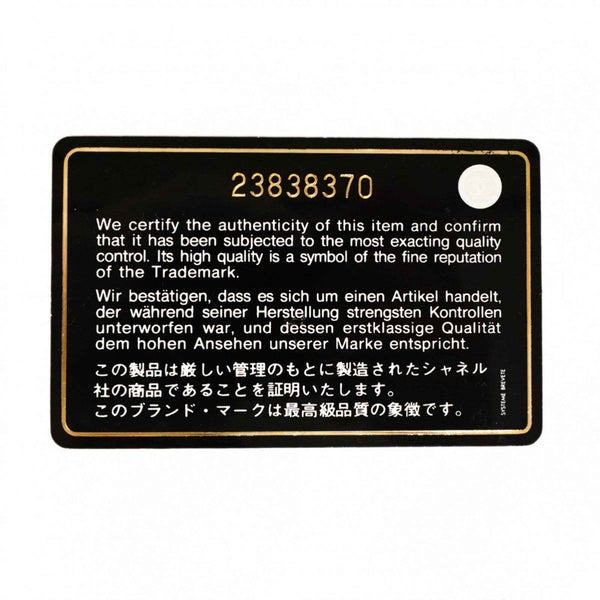 23838370
We certify the authenticity of this item and confirm
that it has been subjected to the most exacting quality
control. Its high quality is a symbol of the fine reputation
of the Trademark.
Wir bestätigen, dass es sich um einen Artikel handelt,
der während seiner Herstellung strengsten Kontrollen
unterworfen war, und dessen erstklassige Qualität
dem hohen Ansehen unserer Marke entspricht.
この製品は厳しい管理のもとに製造されたシャネル
社の商品であることを証明いたします。
このブランド・マークは最高級品質の象徴です。
SYSTEME BREVETE